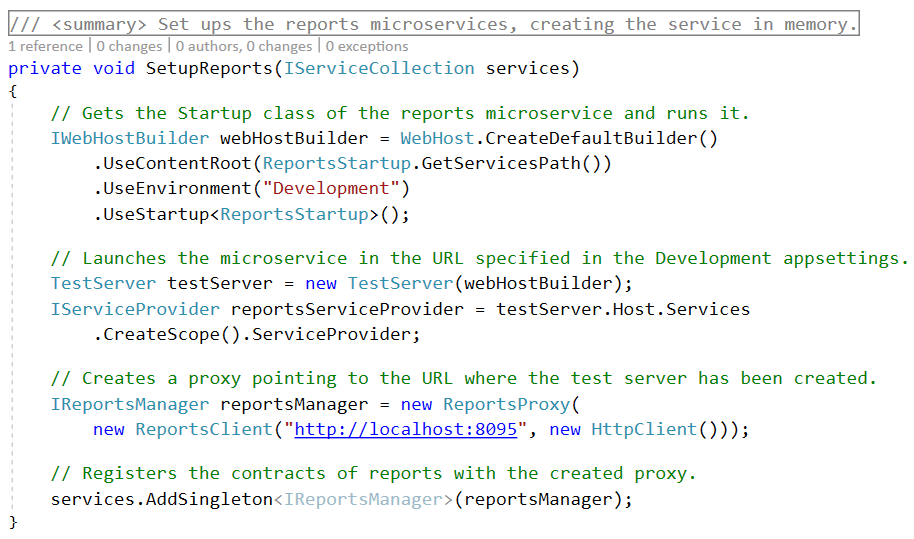 /// <summary> Set ups the reports microservices, creating the service in memory.
1 reference | 0 changes | 0 authors, 0 changes | 0 exceptions
private void SetupReports(IServiceCollection services)
{
    // Gets the Startup class of the reports microservice and runs it.
    IWebHostBuilder webHostBuilder = WebHost.CreateDefaultBuilder()
        .UseContentRoot(ReportsStartup.GetServicesPath())
        .UseEnvironment("Development")
        .UseStartup<ReportsStartup>();
    // Launches the microservice in the URL specified in the Development appsettings.
    TestServer testServer = new TestServer(webHostBuilder);
    IServiceProvider reportsServiceProvider = testServer.Host.Services
        .CreateScope().ServiceProvider;
    // Creates a proxy pointing to the URL where the test server has been created.
    IReportsManager reportsManager = new ReportsProxy(
        new ReportsClient("http://localhost:8095", new HttpClient()));
    // Registers the contracts of reports with the created proxy.
    services.AddSingleton<IReportsManager>(reportsManager);
}